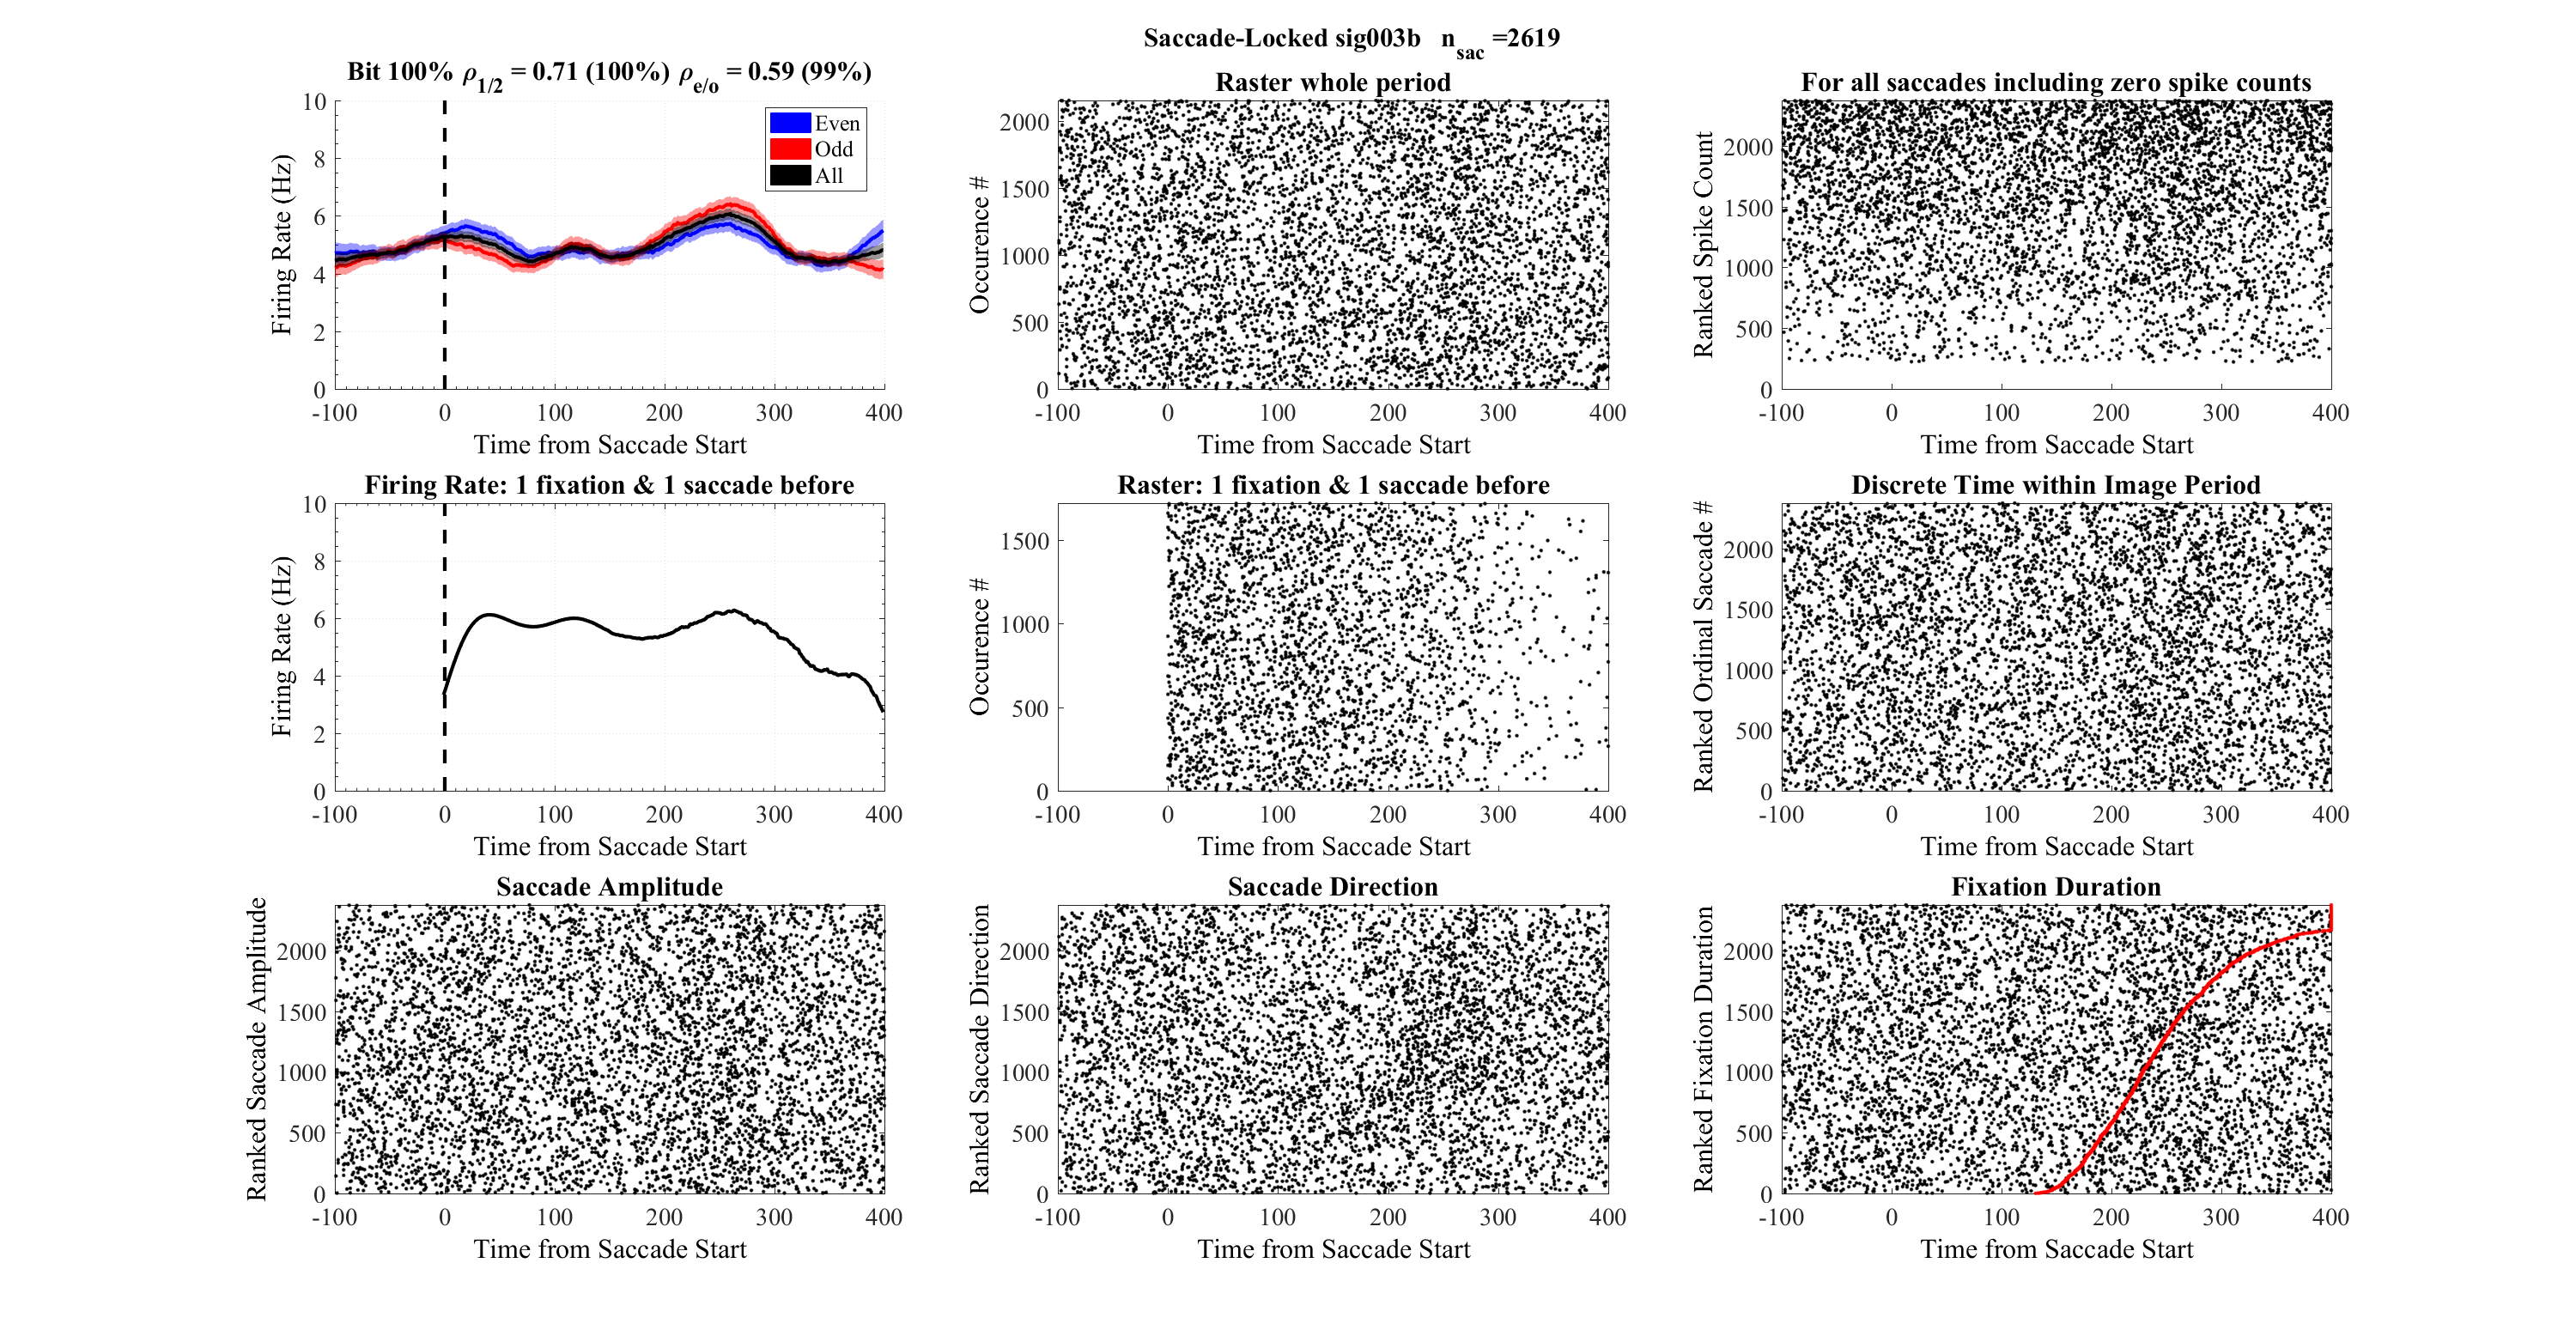 Saccade-Locked sig003b n_sac =2619
Bit 100% ρ_1/2 = 0.71 (100%) ρ_e/o = 0.59 (99%)
Even
Odd
All
Firing Rate (Hz)
10
8
6
4
2
0
-100 0 100 200 300 400
Time from Saccade Start
Raster whole period
Occurence #
2000
1500
1000
500
0
-100 0 100 200 300 400
Time from Saccade Start
For all saccades including zero spike counts
Ranked Spike Count
2000
1500
1000
500
0
-100 0 100 200 300 400
Time from Saccade Start
Firing Rate: 1 fixation & 1 saccade before
Firing Rate (Hz)
10
8
6
4
2
0
-100 0 100 200 300 400
Time from Saccade Start
Raster: 1 fixation & 1 saccade before
Occurence #
1500
1000
500
0
-100 0 100 200 300 400
Time from Saccade Start
Discrete Time within Image Period
Ranked Ordinal Saccade #
2000
1500
1000
500
0
-100 0 100 200 300 400
Time from Saccade Start
Saccade Amplitude
Ranked Saccade Amplitude
2000
1500
1000
500
0
-100 0 100 200 300 400
Time from Saccade Start
Saccade Direction
Ranked Saccade Direction
2000
1500
1000
500
0
-100 0 100 200 300 400
Time from Saccade Start
Fixation Duration
Ranked Fixation Duration
2000
1500
1000
500
0
-100 0 100 200 300 400
Time from Saccade Start